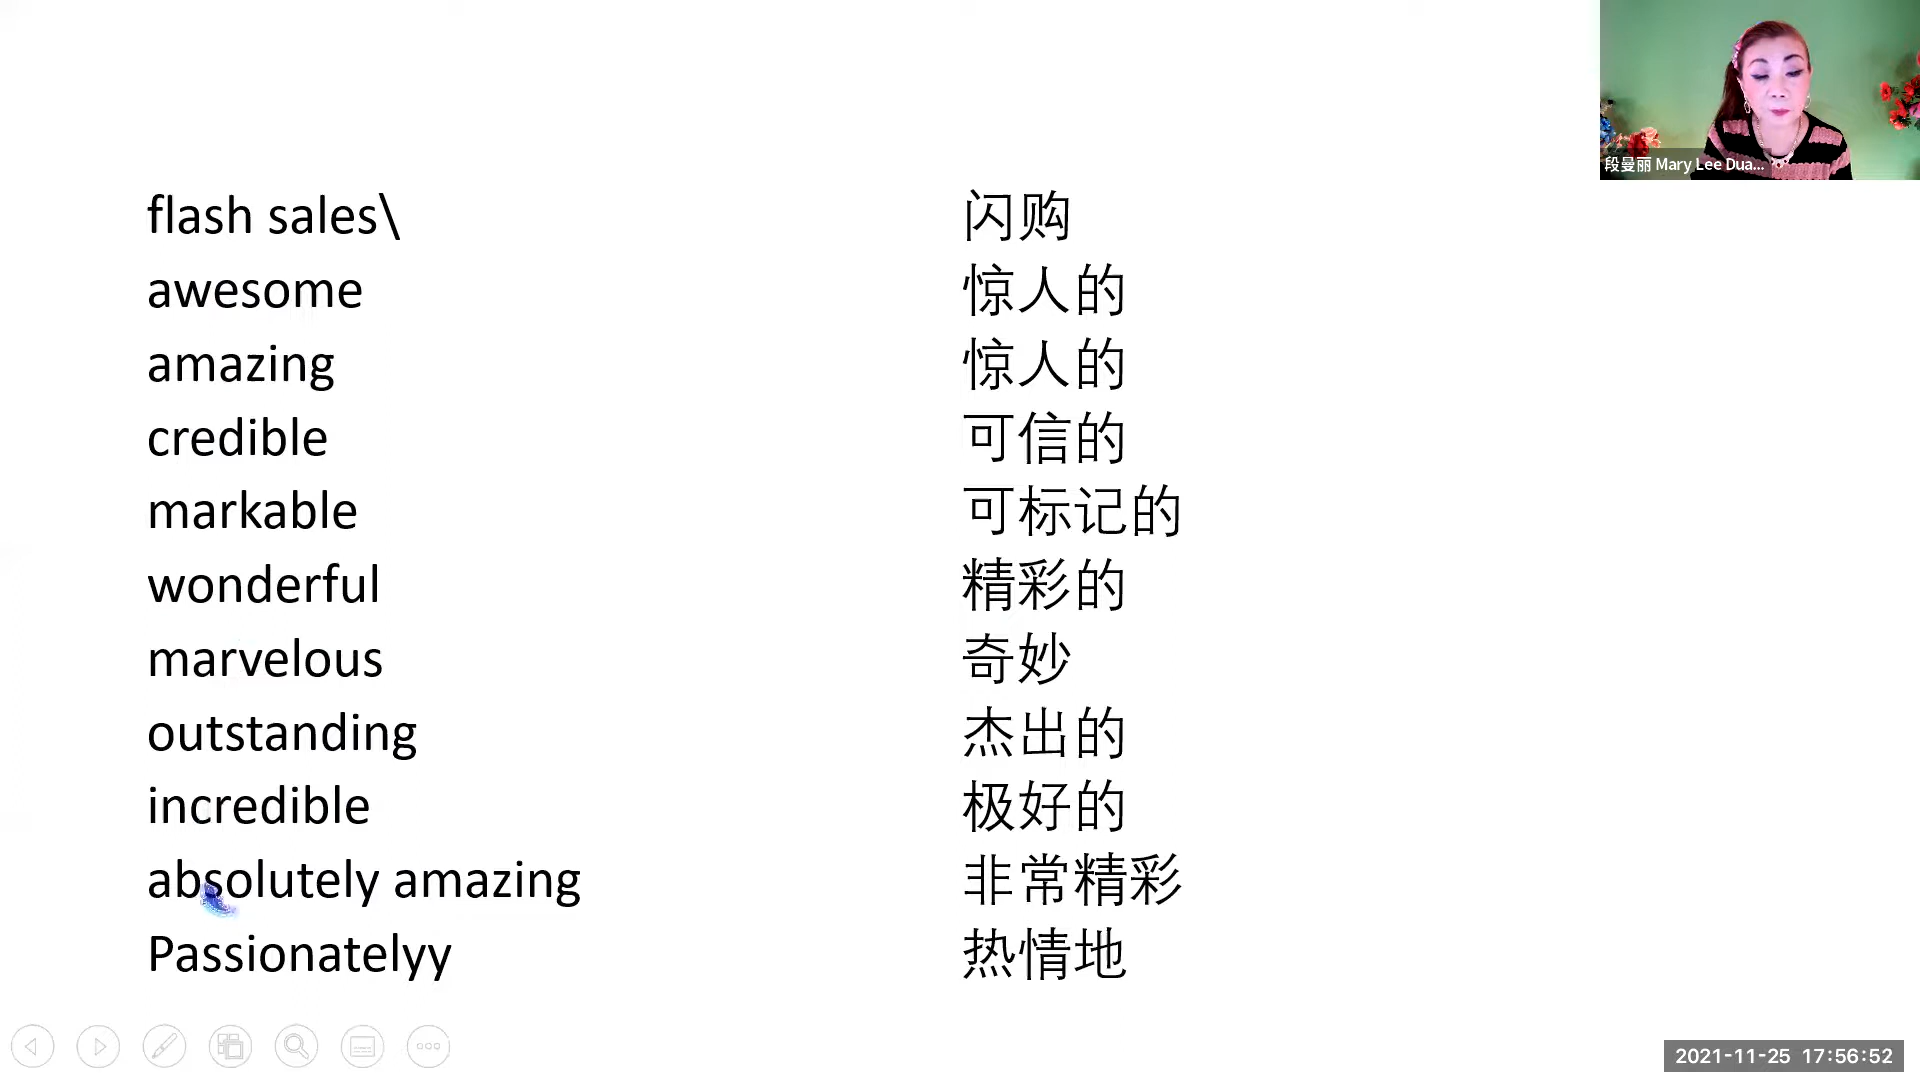 段曼丽 Mary Lee Dua...
flash sales\ 闪购
awesome 惊人的
amazing 惊人的
credible 可信的
markable 可标记的
wonderful 精彩的
marvelous 奇妙
outstanding 杰出的
incredible 极好的
absolutely amazing 非常精彩
Passionatelyy 热情地
2021-11-25 17:56:52